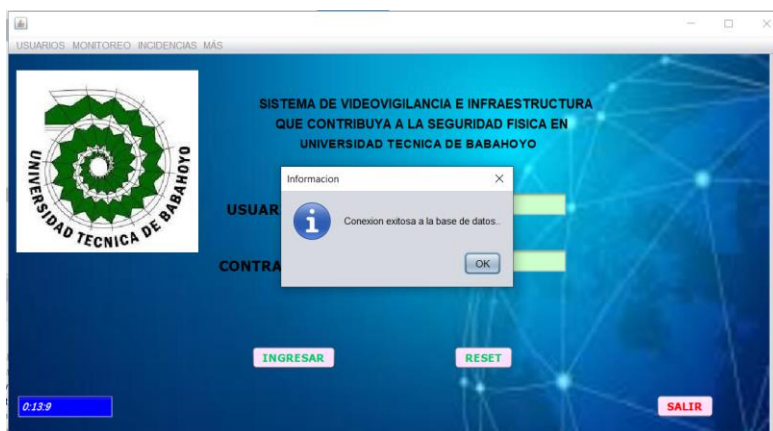 USUARIOS MONITOREO INCIDENCIAS MÁS
UNIVERSIDAD TECNICA DE BABAHOYO
SISTEMA DE VIDEOVIGILANCIA E INFRAESTRUCTURA
QUE CONTRIBUYA A LA SEGURIDAD FISICA EN
UNIVERSIDAD TECNICA DE BABAHOYO
Informacion
Conexion exitosa a la base de datos..
OK
USUAR
CONTRA
INGRESAR
RESET
0:13:9
SALIR